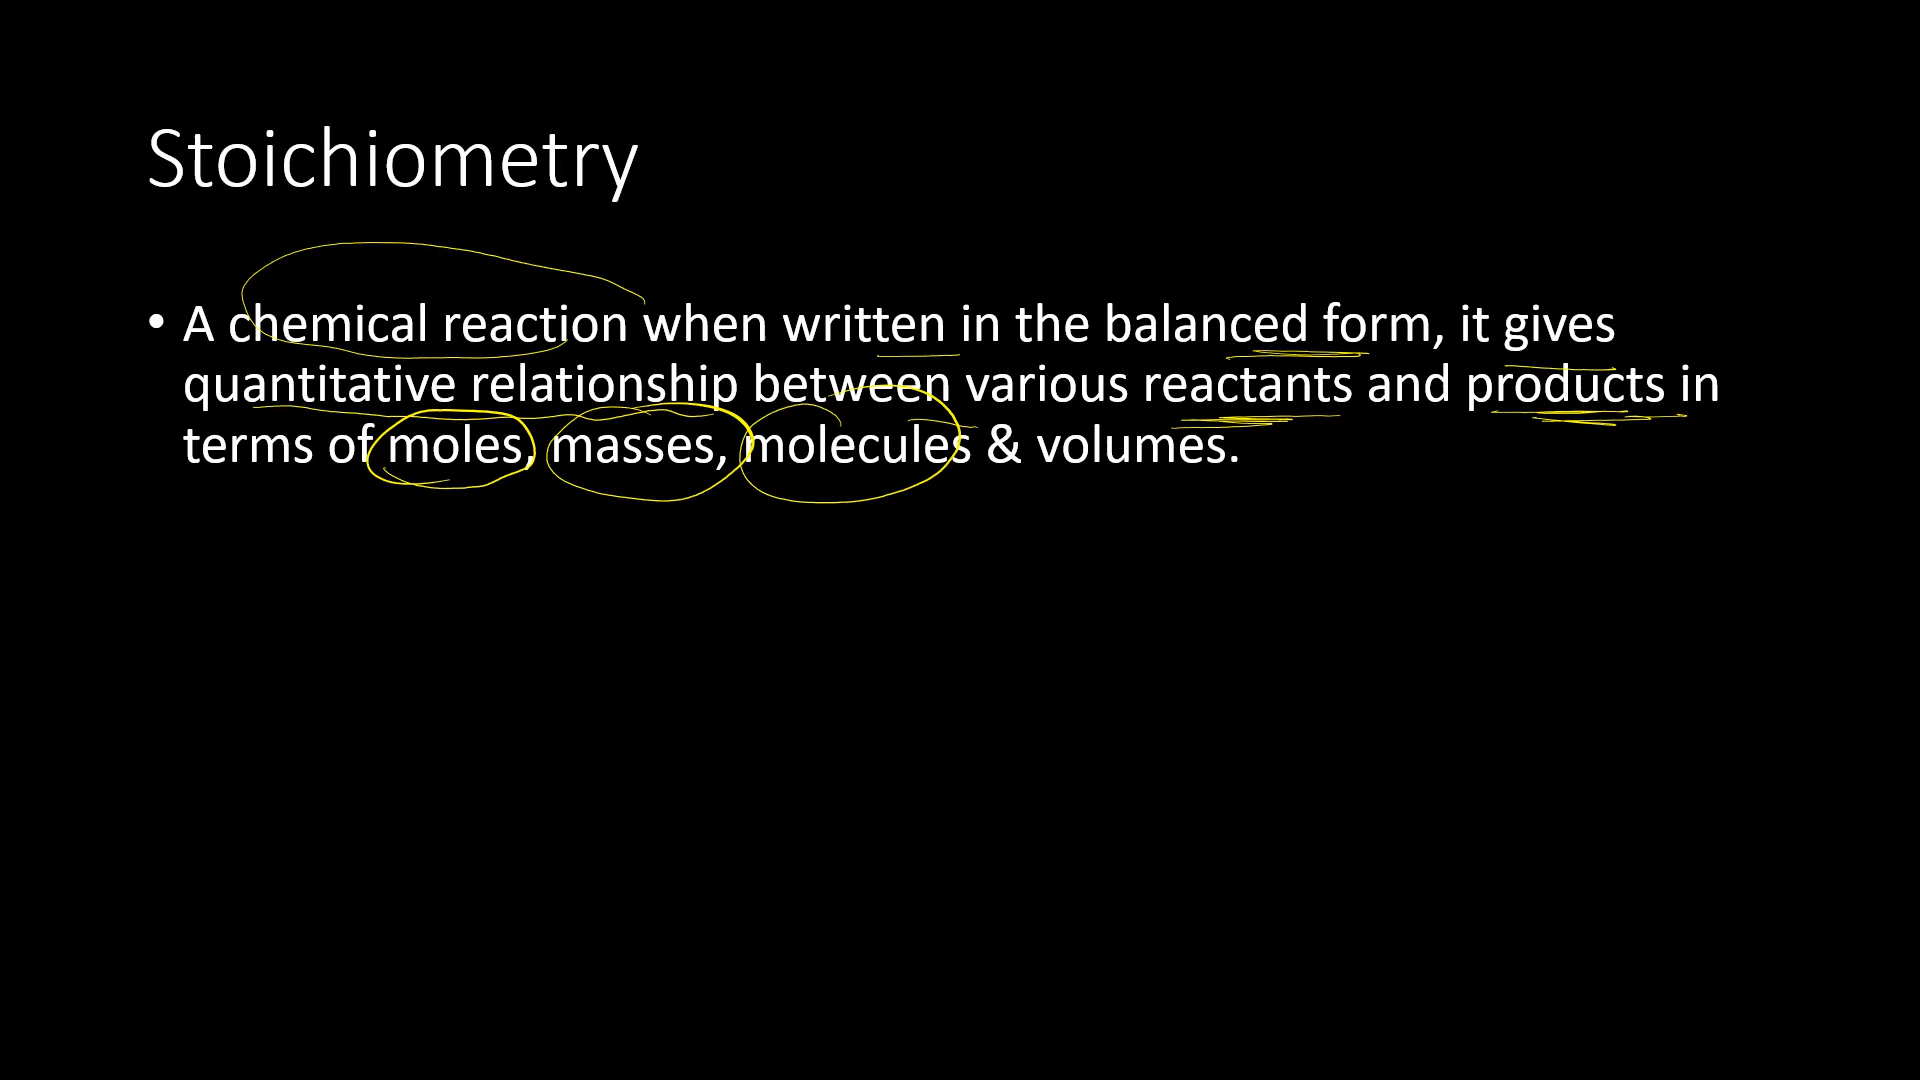 Stoichiometry
• A chemical reaction when written in the balanced form, it gives
quantitative relationship between various reactants and products in
terms of moles, masses, molecules & volumes.